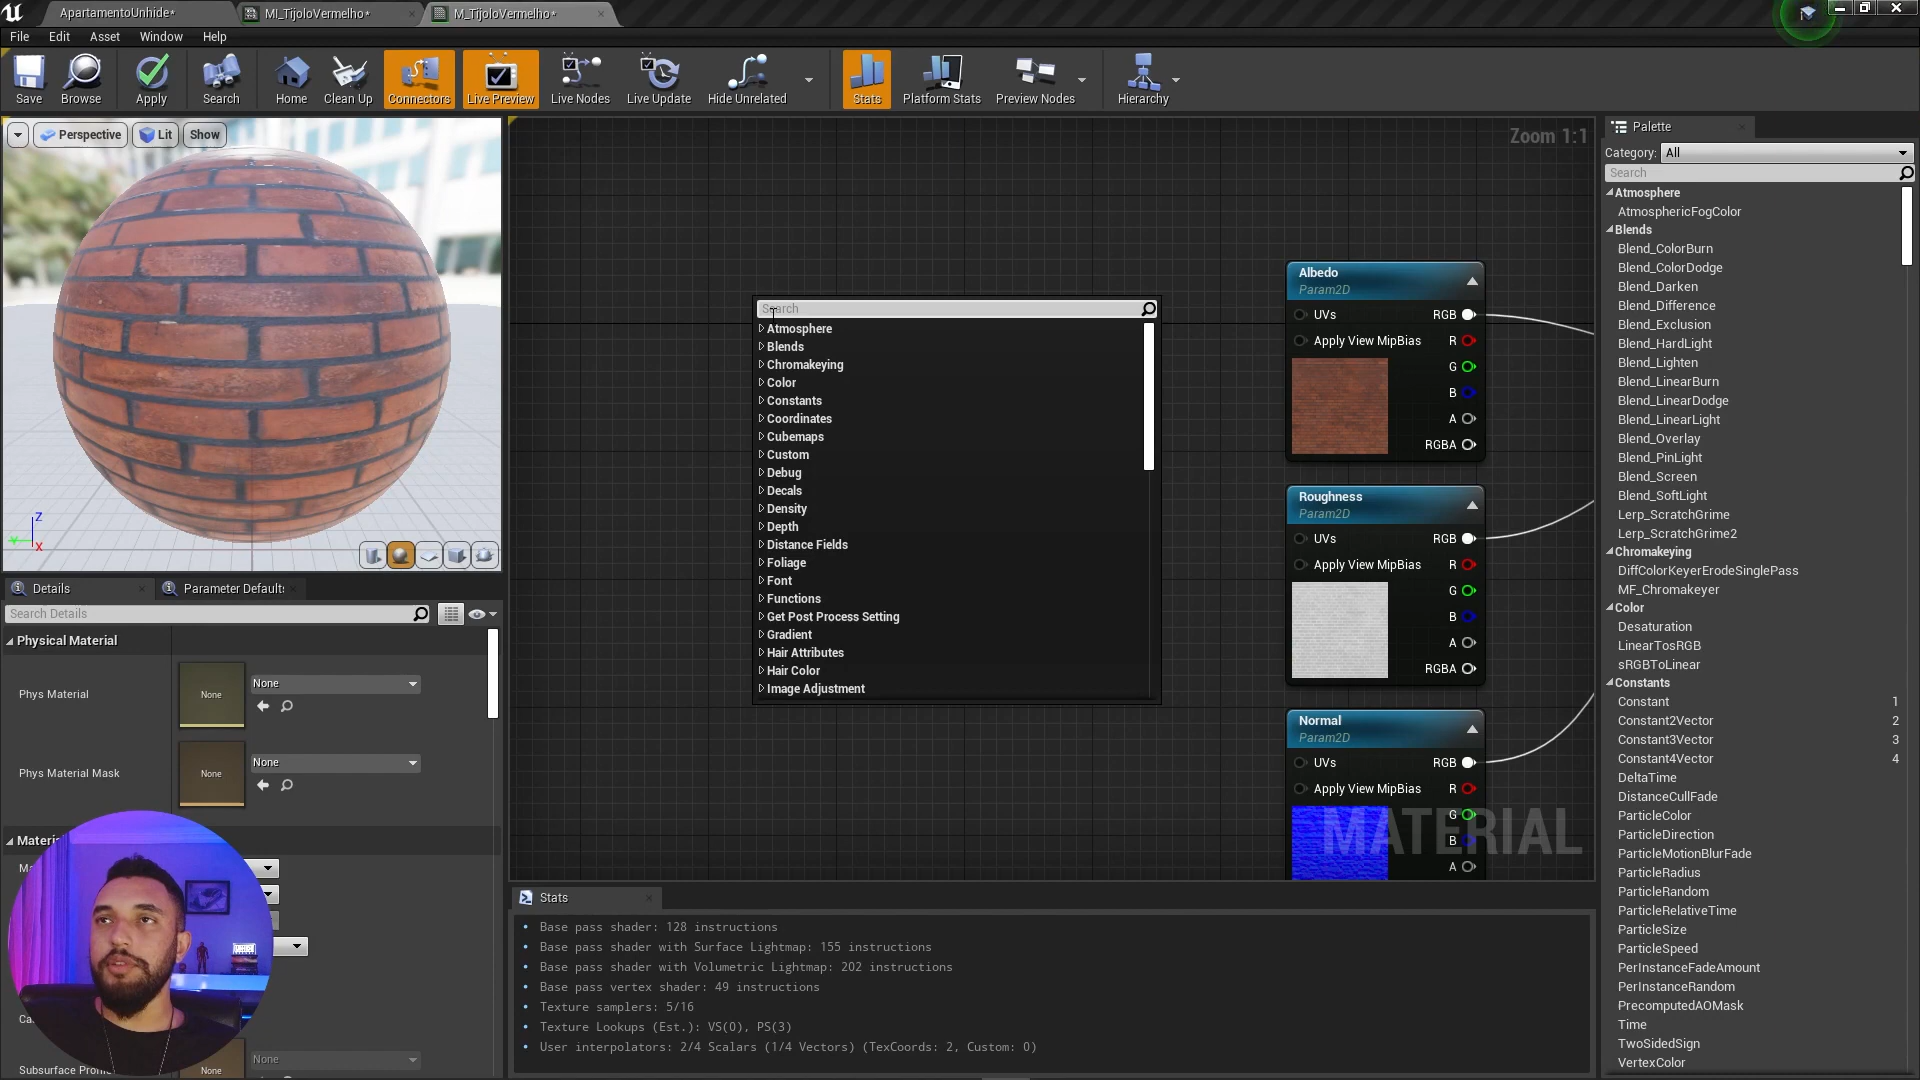 ApartamentoUnhide*
MI_TijoloVermelho*
M_TijoloVermelho*
File Edit Asset Window Help
Save
Browse
Apply
Search
Home
Clean Up
Connectors
Live Preview
Live Nodes
Live Update
Hide Unrelated
Stats
Platform Stats
Preview Nodes
Hierarchy
Perspective
Lit
Show
Z
Y
X
Details
Parameter Defaults
Search Details
Physical Material
Phys Material
None
None
Phys Material Mask
None
None
None
None
Zoom 1:1
Search
Atmosphere
Blends
Chromakeying
Color
Constants
Coordinates
Cubemaps
Custom
Debug
Decals
Density
Depth
Distance Fields
Foliage
Font
Functions
Get Post Process Setting
Gradient
Hair Attributes
Hair Color
Image Adjustment
Albedo
Param2D
UVs RGB
Apply View MipBias R
G
B
A
RGBA
Roughness
Param2D
UVs RGB
Apply View MipBias R
G
B
A
RGBA
Normal
Param2D
UVs RGB
Apply View MipBias R
G
B
A
MATERIAL
Stats
Base pass shader: 128 instructions
Base pass shader with Surface Lightmap: 155 instructions
Base pass shader with Volumetric Lightmap: 202 instructions
Base pass vertex shader: 49 instructions
Texture samplers: 5/16
Texture Lookups (Est.): VS(0), PS(3)
User interpolators: 2/4 Scalars (1/4 Vectors) (TexCoords: 2, Custom: 0)
Palette
Category: All
Search
Atmosphere
AtmosphericFogColor
Blends
Blend_ColorBurn
Blend_ColorDodge
Blend_Darken
Blend_Difference
Blend_Exclusion
Blend_HardLight
Blend_Lighten
Blend_LinearBurn
Blend_LinearDodge
Blend_LinearLight
Blend_Overlay
Blend_PinLight
Blend_Screen
Blend_SoftLight
Lerp_ScratchGrime
Lerp_ScratchGrime2
Chromakeying
DiffColorKeyerErodeSinglePass
MF_Chromakeyer
Color
Desaturation
LinearTosRGB
sRGBToLinear
Constants
Constant 1
Constant2Vector 2
Constant3Vector 3
Constant4Vector 4
DeltaTime
DistanceCullFade
ParticleColor
ParticleDirection
ParticleMotionBlurFade
ParticleRadius
ParticleRandom
ParticleRelativeTime
ParticleSize
ParticleSpeed
PerInstanceFadeAmount
PerInstanceRandom
PrecomputedAOMask
Time
TwoSidedSign
VertexColor